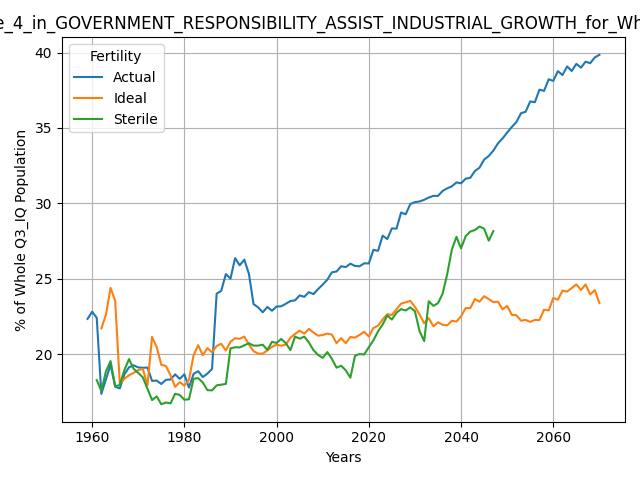 e_4_in_GOVERNMENT_RESPONSIBILITY_ASSIST_INDUSTRIAL_GROWTH_for_Wh
Fertility
Actual
Ideal
Sterile
% of Whole Q3_IQ Population
40
35
30
25
20
1960 1980 2000 2020 2040 2060
Years